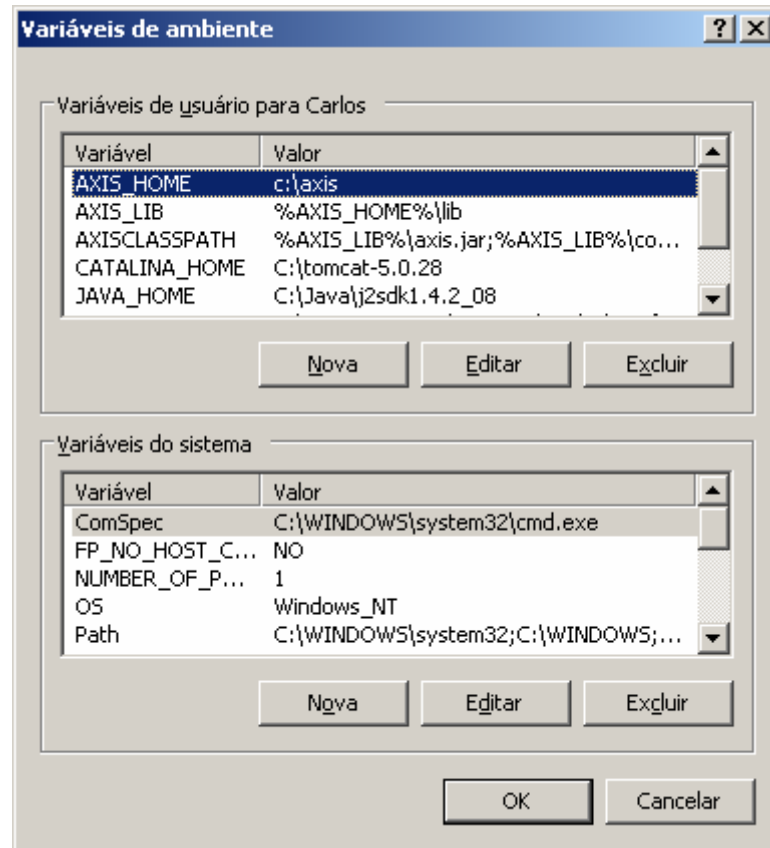 Variáveis de ambiente
Variáveis de usuário para Carlos
Variável Valor
AXIS_HOME c:\axis
AXIS_LIB %AXIS_HOME%\lib
AXISCLASSPATH %AXIS_LIB%\axis.jar;%AXIS_LIB%\co...
CATALINA_HOME C:\tomcat-5.0.28
JAVA_HOME C:\Java\j2sdk1.4.2_08
Nova Editar Excluir
Variáveis do sistema
Variável Valor
ComSpec C:\WINDOWS\system32\cmd.exe
FP_NO_HOST_C... NO
NUMBER_OF_P... 1
OS Windows_NT
Path C:\WINDOWS\system32;C:\WINDOWS;...
Nova Editar Excluir
OK Cancelar